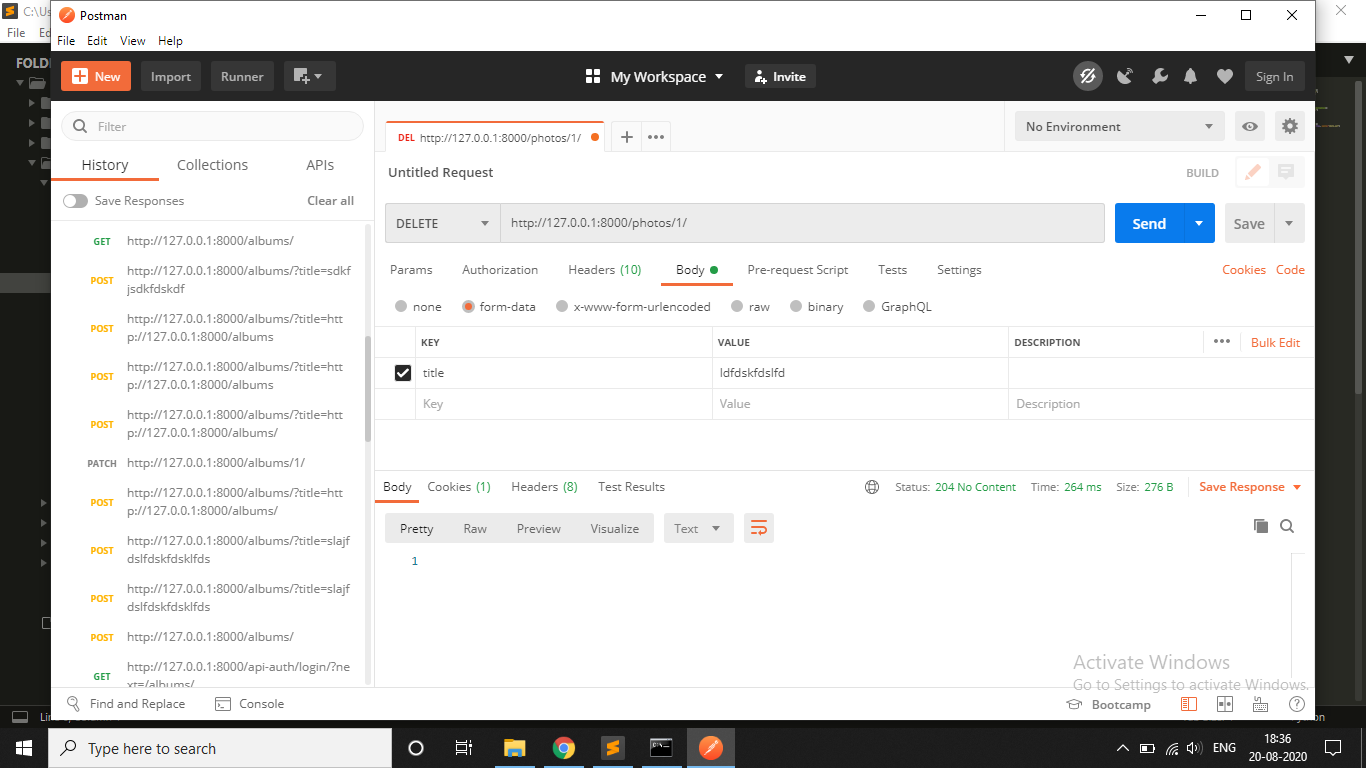 C:\Us
Postman
File Ed
File Edit View Help
FOLD
New Import Runner
My Workspace
Invite
Sign In
Filter
DEL http://127.0.0.1:8000/photos/1/
No Environment
History Collections APIs
Untitled Request
BUILD
Save Responses Clear all
DELETE http://127.0.0.1:8000/photos/1/ Send Save
GET http://127.0.0.1:8000/albums/
POST http://127.0.0.1:8000/albums/?title=sdkf
jsdkfdskdf
POST http://127.0.0.1:8000/albums/?title=htt
p://127.0.0.1:8000/albums
POST http://127.0.0.1:8000/albums/?title=htt
p://127.0.0.1:8000/albums
POST http://127.0.0.1:8000/albums/?title=htt
p://127.0.0.1:8000/albums/
PATCH http://127.0.0.1:8000/albums/1/
POST http://127.0.0.1:8000/albums/?title=htt
p://127.0.0.1:8000/albums/
POST http://127.0.0.1:8000/albums/?title=slajf
dslfdskfdsklfds
POST http://127.0.0.1:8000/albums/?title=slajf
dslfdskfdsklfds
POST http://127.0.0.1:8000/albums/
GET http://127.0.0.1:8000/api-auth/login/?ne
xt=/albums/
Params Authorization Headers (10) Body Pre-request Script Tests Settings Cookies Code
none form-data x-www-form-urlencoded raw binary GraphQL
KEY VALUE DESCRIPTION Bulk Edit
title ldfdskfdslfd
Key Value Description
Body Cookies (1) Headers (8) Test Results Status: 204 No Content Time: 264 ms Size: 276 B Save Response
Pretty Raw Preview Visualize Text
1
Activate Windows
Go to Settings to activate Windows.
Find and Replace Console Bootcamp
Type here to search
ENG
18:36
20-08-2020